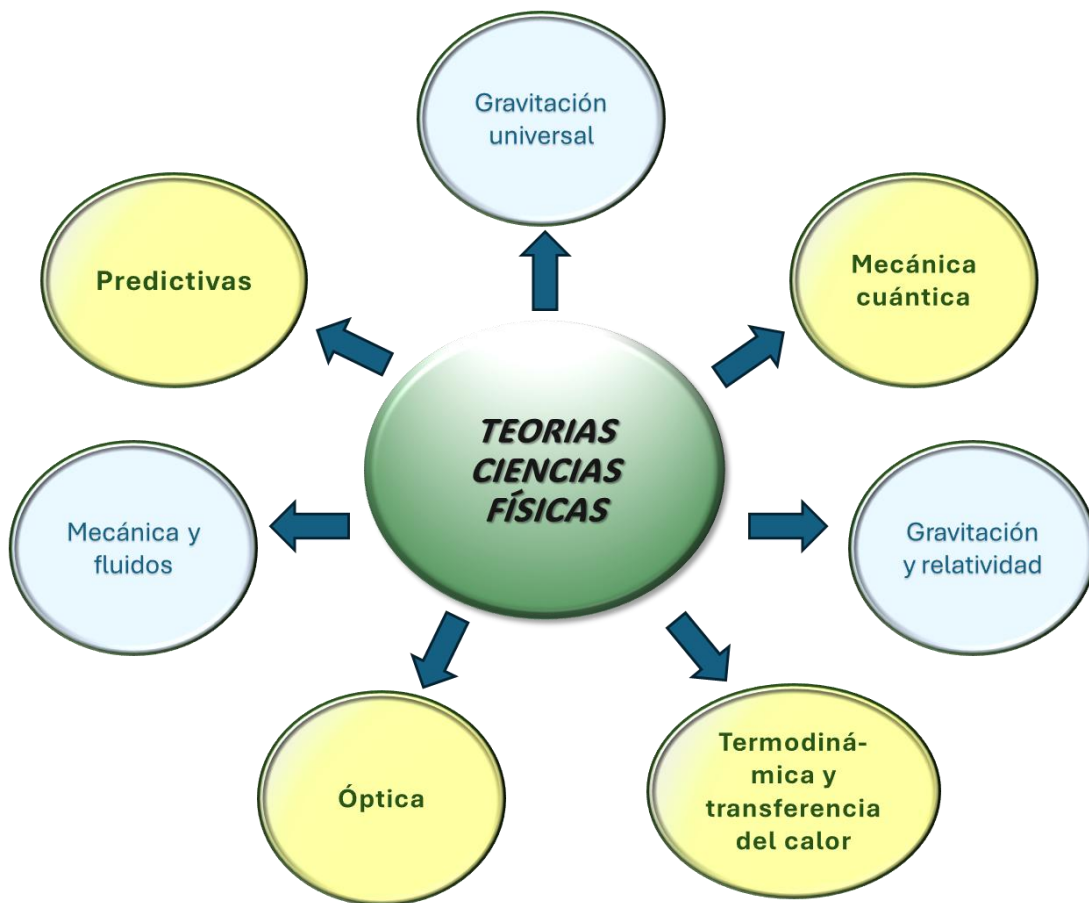 Gravitación
universal
Predictivas
Mecánica
cuántica
TEORIAS
CIENCIAS
FÍSICAS
Mecánica y
fluidos
Gravitación
y relatividad
Óptica
Termodiná-
mica y
transferencia
del calor